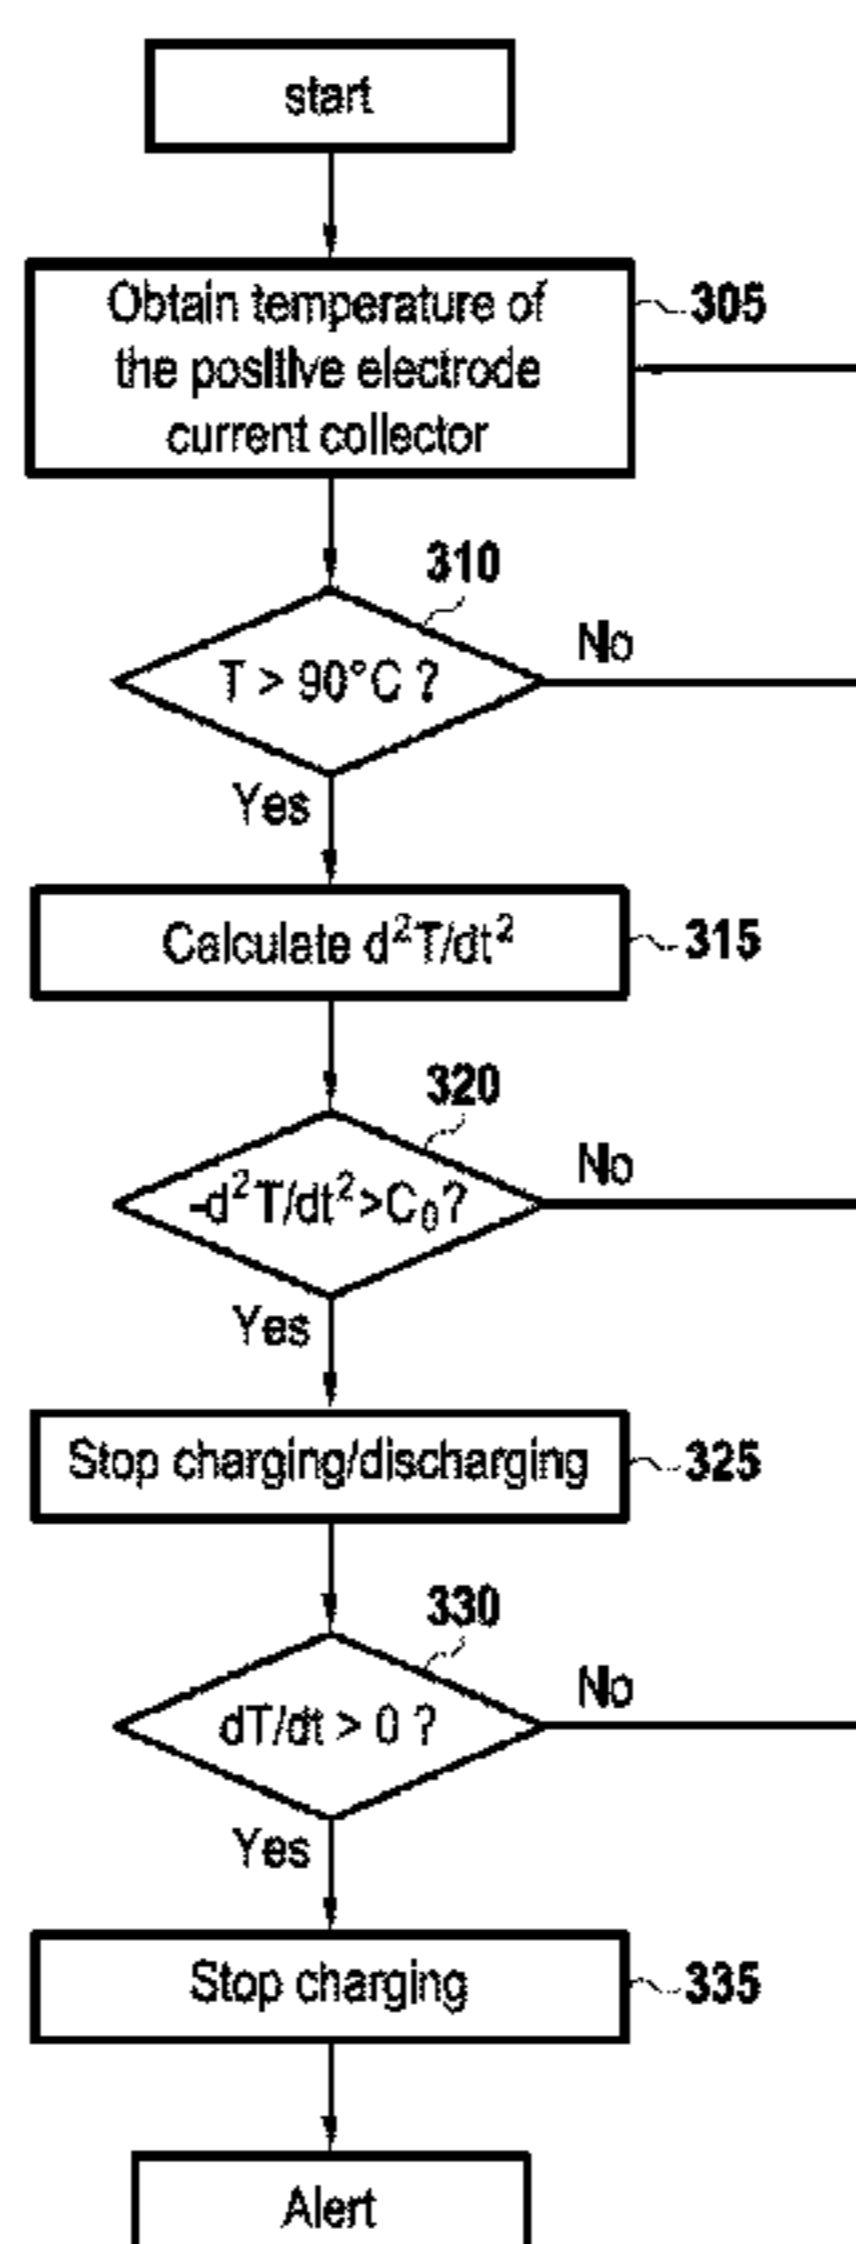 start
Obtain temperature of
the positive electrode
current collector
305
310
T > 90°C ?
No
Yes
Calculate d²T/dt²
315
320
-d²T/dt²>C₀?
No
Yes
Stop charging/discharging
325
330
dT/dt > 0 ?
No
Yes
Stop charging
335
Alert